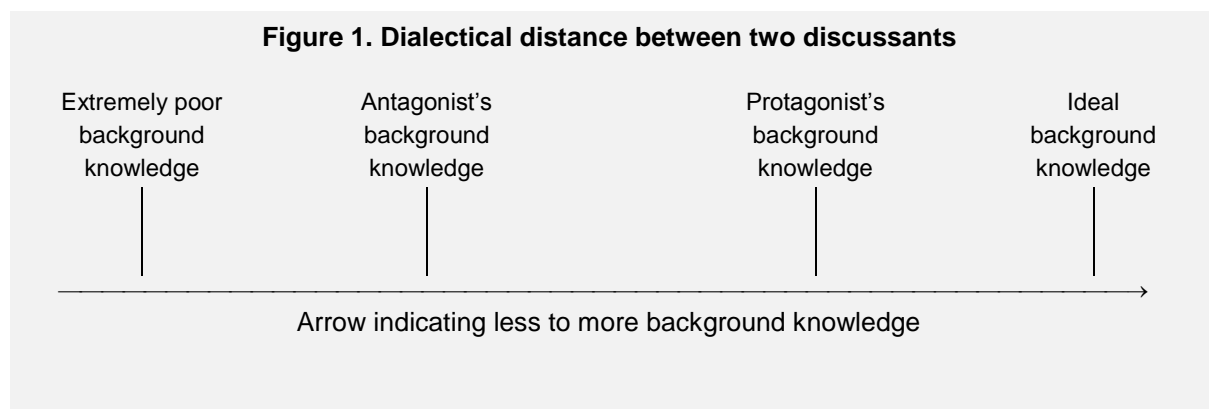 Figure 1. Dialectical distance between two discussants
Extremely poor
background
knowledge
Antagonist’s
background
knowledge
Protagonist’s
background
knowledge
Ideal
background
knowledge
Arrow indicating less to more background knowledge